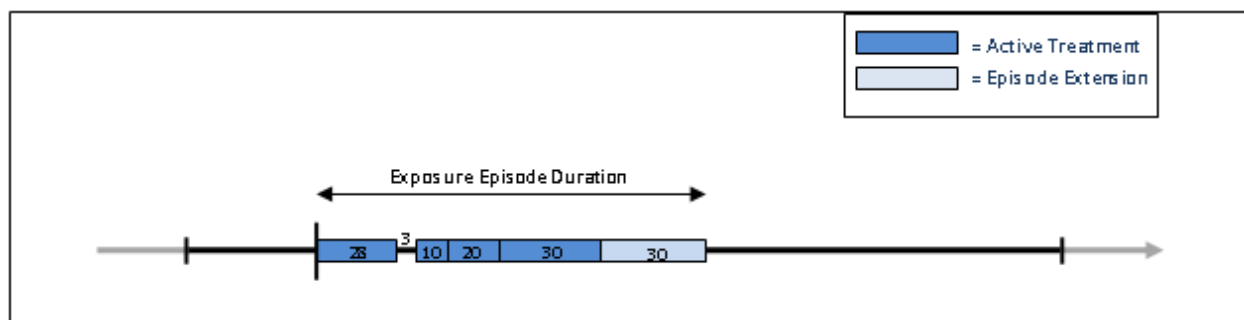 = Active Treatment
= Episode Extension
Exposure Episode Duration
28 3 10 20 30 30